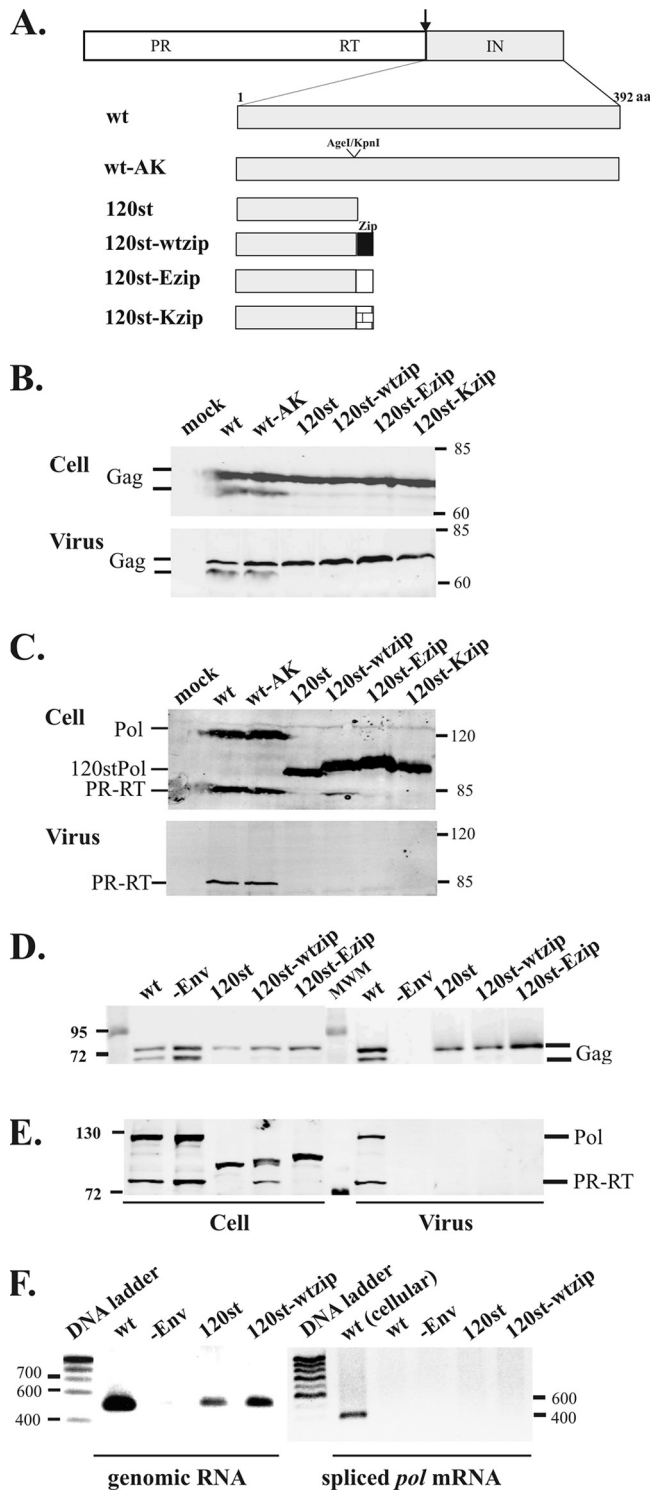 A.
PR RT IN
1 392 aa
wt
AgeI/KpnI
wt-AK
120st
Zip
120st-wtzip
120st-Ezip
120st-Kzip
B.
mock wt wt-AK 120st 120st-wtzip 120st-Ezip 120st-Kzip
Cell
85
Gag
60
Virus
85
Gag
60
C.
mock wt wt-AK 120st 120st-wtzip 120st-Ezip 120st-Kzip
Cell
Pol
120
120stPol
PR-RT
85
Virus
120
PR-RT
85
D.
wt -Env 120st 120st-wtzip 120st-Ezip MWM wt -Env 120st 120st-wtzip 120st-Ezip
95
72
Gag
E.
130
Pol
72
PR-RT
Cell Virus
F.
DNA ladder wt -Env 120st 120st-wtzip DNA ladder wt (cellular) wt -Env 120st 120st-wtzip
700
600
400
600
400
genomic RNA spliced pol mRNA